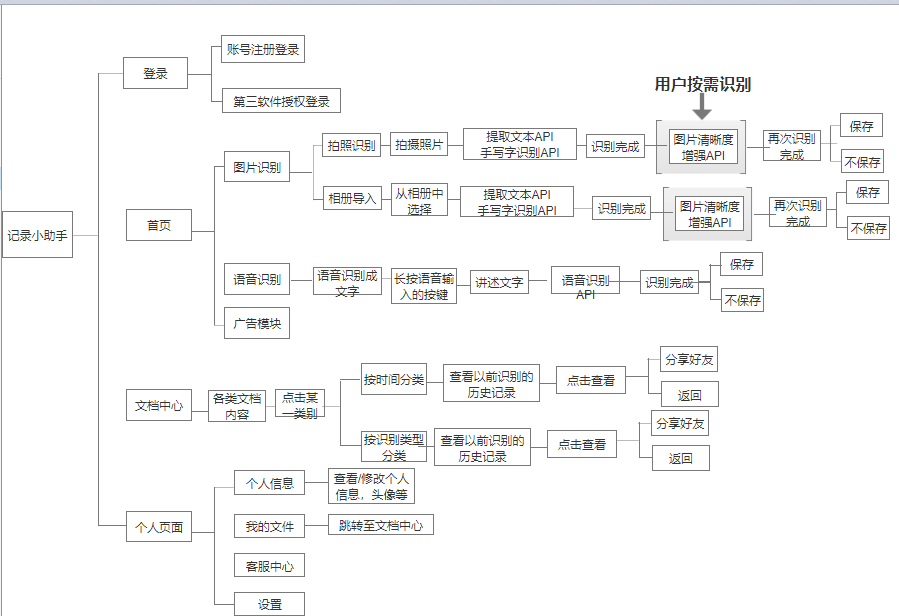 记录小助手
登录
账号注册登录
第三软件授权登录
首页
图片识别
拍照识别
拍摄照片
提取文本API
手写字识别API
识别完成
用户按需识别
图片清晰度
增强API
再次识别
完成
保存
不保存
相册导入
从相册中
选择
提取文本API
手写字识别API
识别完成
图片清晰度
增强API
再次识别
完成
保存
不保存
语音识别
语音识别成
文字
长按语音输
入的按键
讲述文字
语音识别
API
识别完成
保存
不保存
广告模块
文档中心
各类文档
内容
点击某
一类别
按时间分类
查看以前识别的
历史记录
点击查看
分享好友
返回
按识别类型
分类
查看以前识别的
历史记录
点击查看
分享好友
返回
个人页面
个人信息
查看/修改个人
信息，头像等
我的文件
跳转至文档中心
客服中心
设置